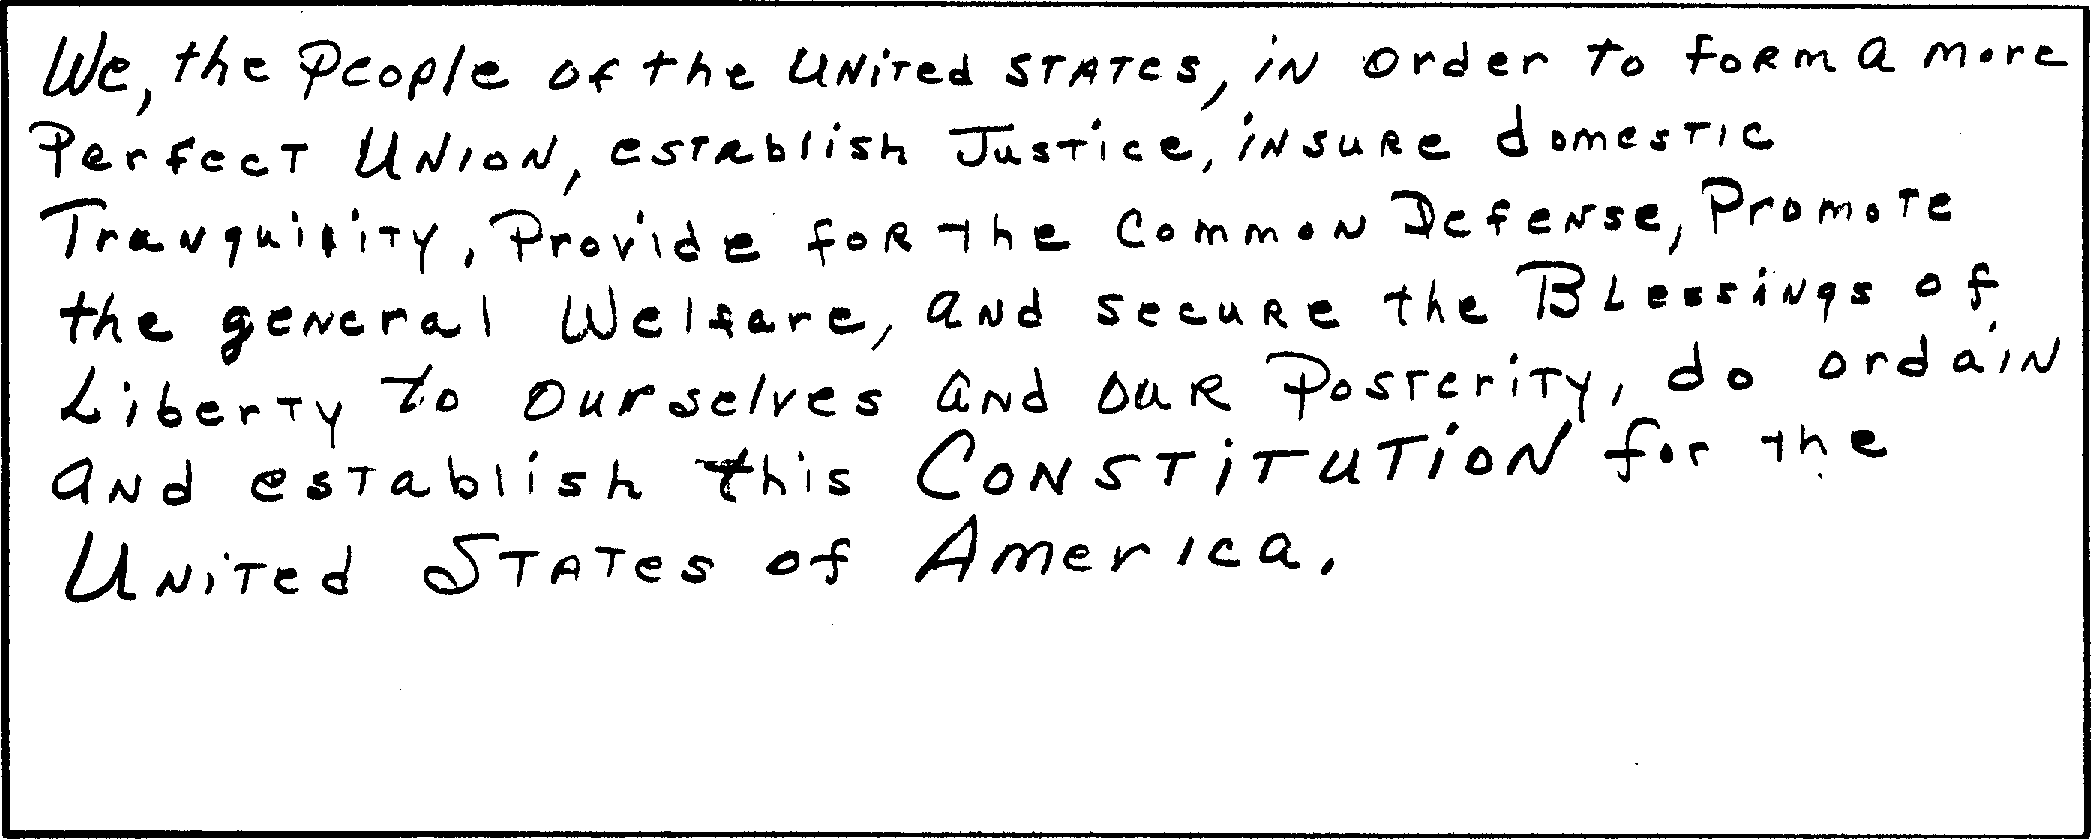 We, the People of the United States, in order to form a more
Perfect Union, establish Justice, insure domestic
Tranquility, Provide for the Common Defense, Promote
the general Welfare, and secure the Blessings of
Liberty to ourselves and our Posterity, do ordain
and establish this Constitution for the
United States of America.